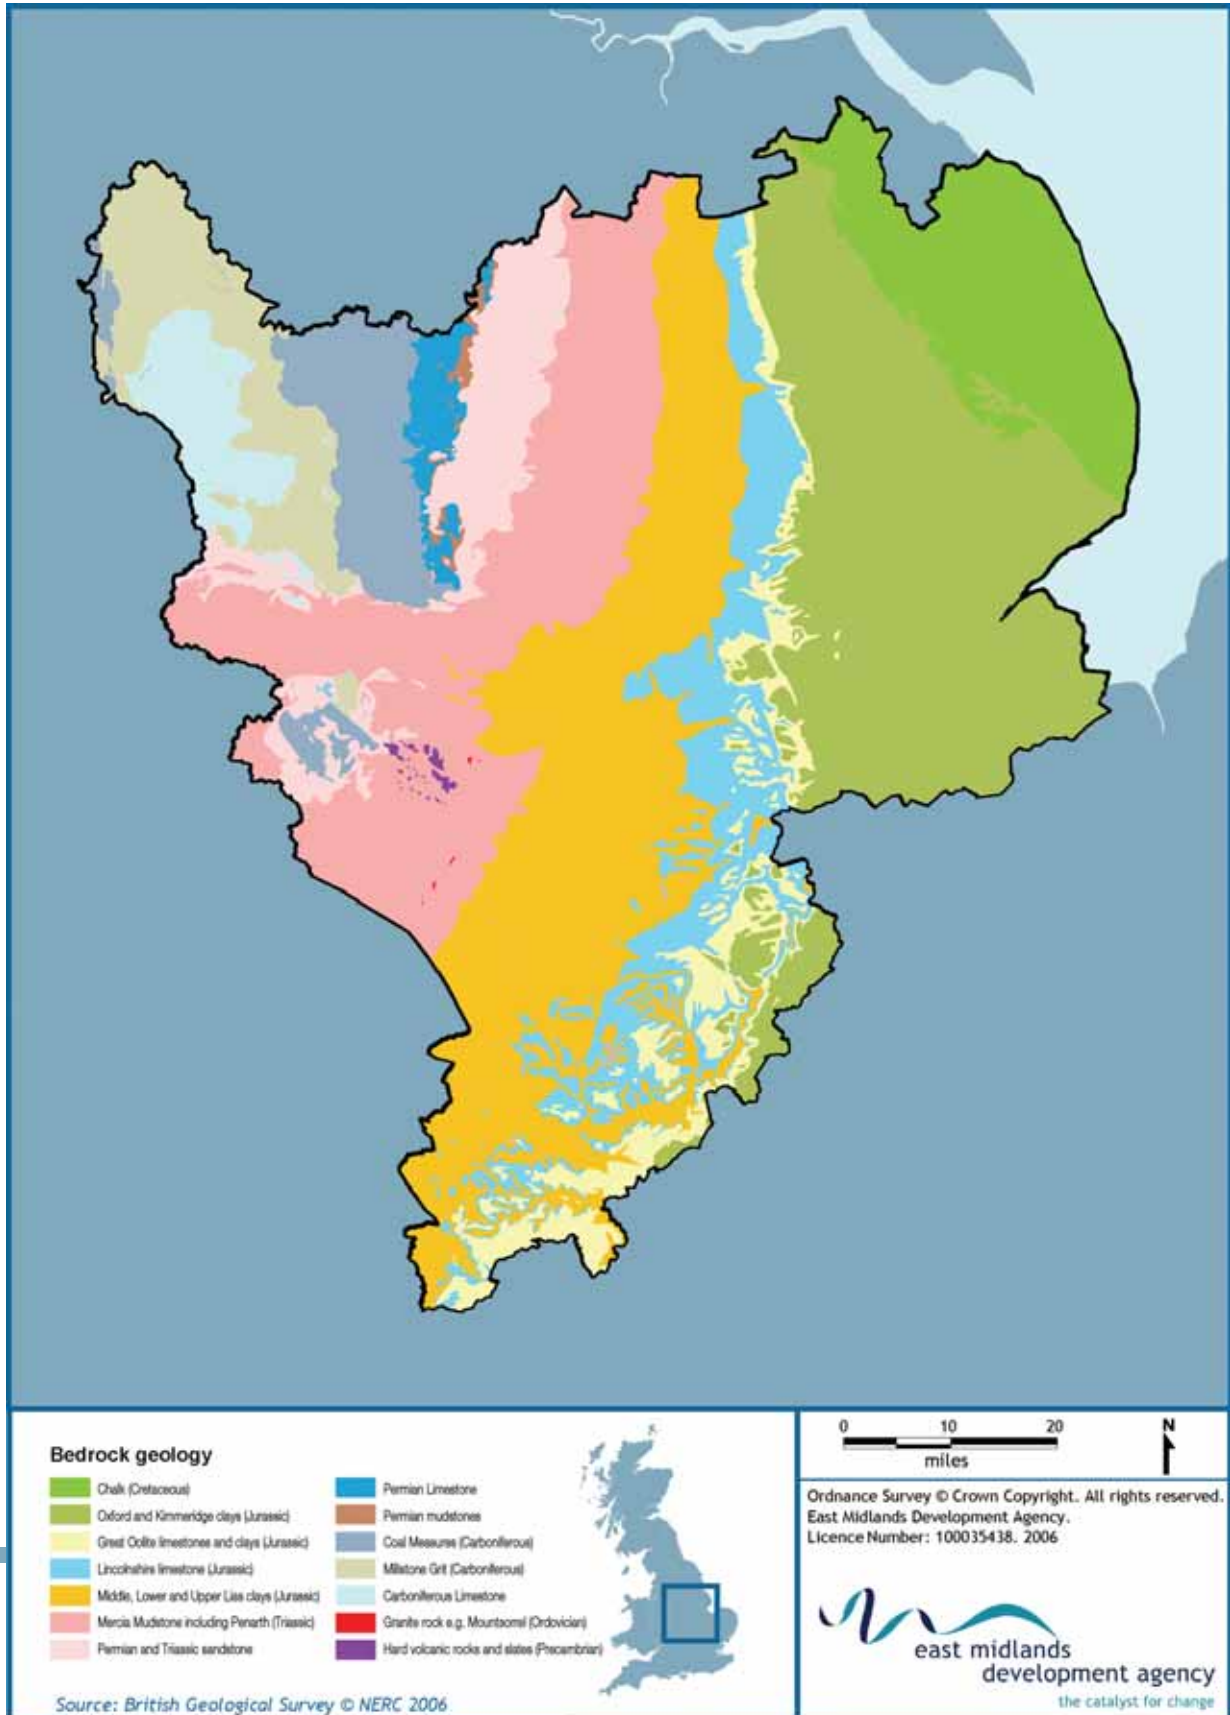 Bedrock geology
Chalk (Cretaceous)
Oxford and Kimmeridge clays (Jurassic)
Great Oolite limestones and clays (Jurassic)
Lincolnshire limestone (Jurassic)
Middle, Lower and Upper Lias clays (Jurassic)
Mercia Mudstone including Penarth (Triassic)
Permian and Triassic sandstone
Permian Limestone
Permian mudstones
Coal Measures (Carboniferous)
Millstone Grit (Carboniferous)
Carboniferous Limestone
Granite rock e.g. Mountsorrel (Ordovician)
Hard volcanic rocks and slates (Precambrian)
Source: British Geological Survey © NERC 2006
0 10 20
miles
N
Ordnance Survey © Crown Copyright. All rights reserved.
East Midlands Development Agency.
Licence Number: 100035438. 2006
east midlands
development agency
the catalyst for change